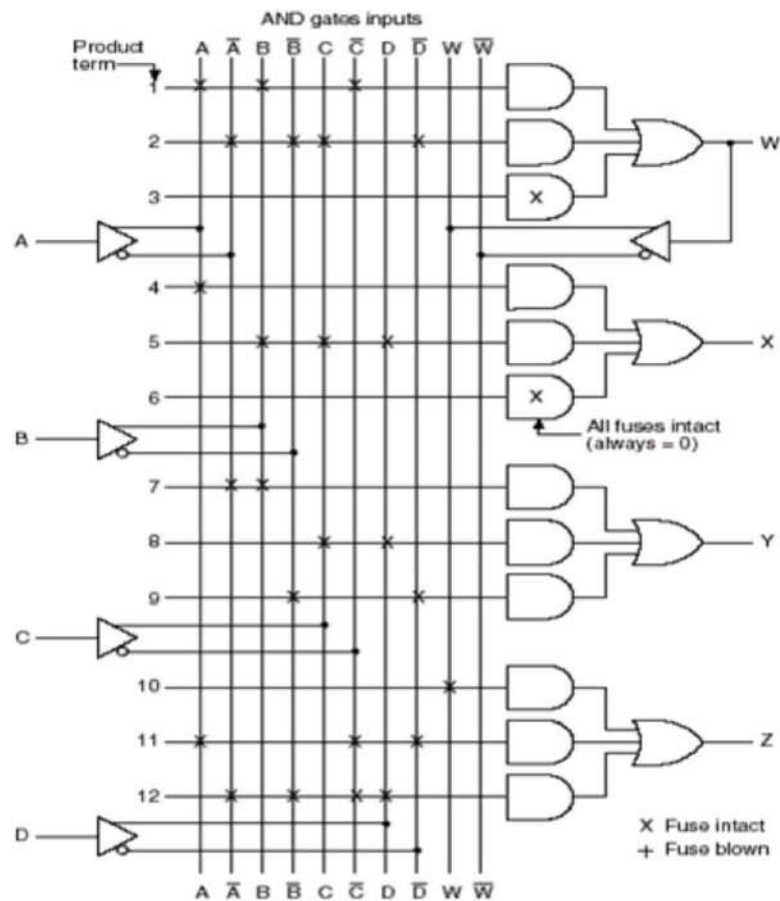 AND gates inputs
A A̅ B B̅ C C̅ D D̅ W W̅
Product
term
1
2
W
3
A
4
5
X
6
All fuses intact
(always = 0)
B
7
8
Y
9
C
10
11
Z
12
D
X Fuse intact
+ Fuse blown
A A̅ B B̅ C C̅ D D̅ W W̅